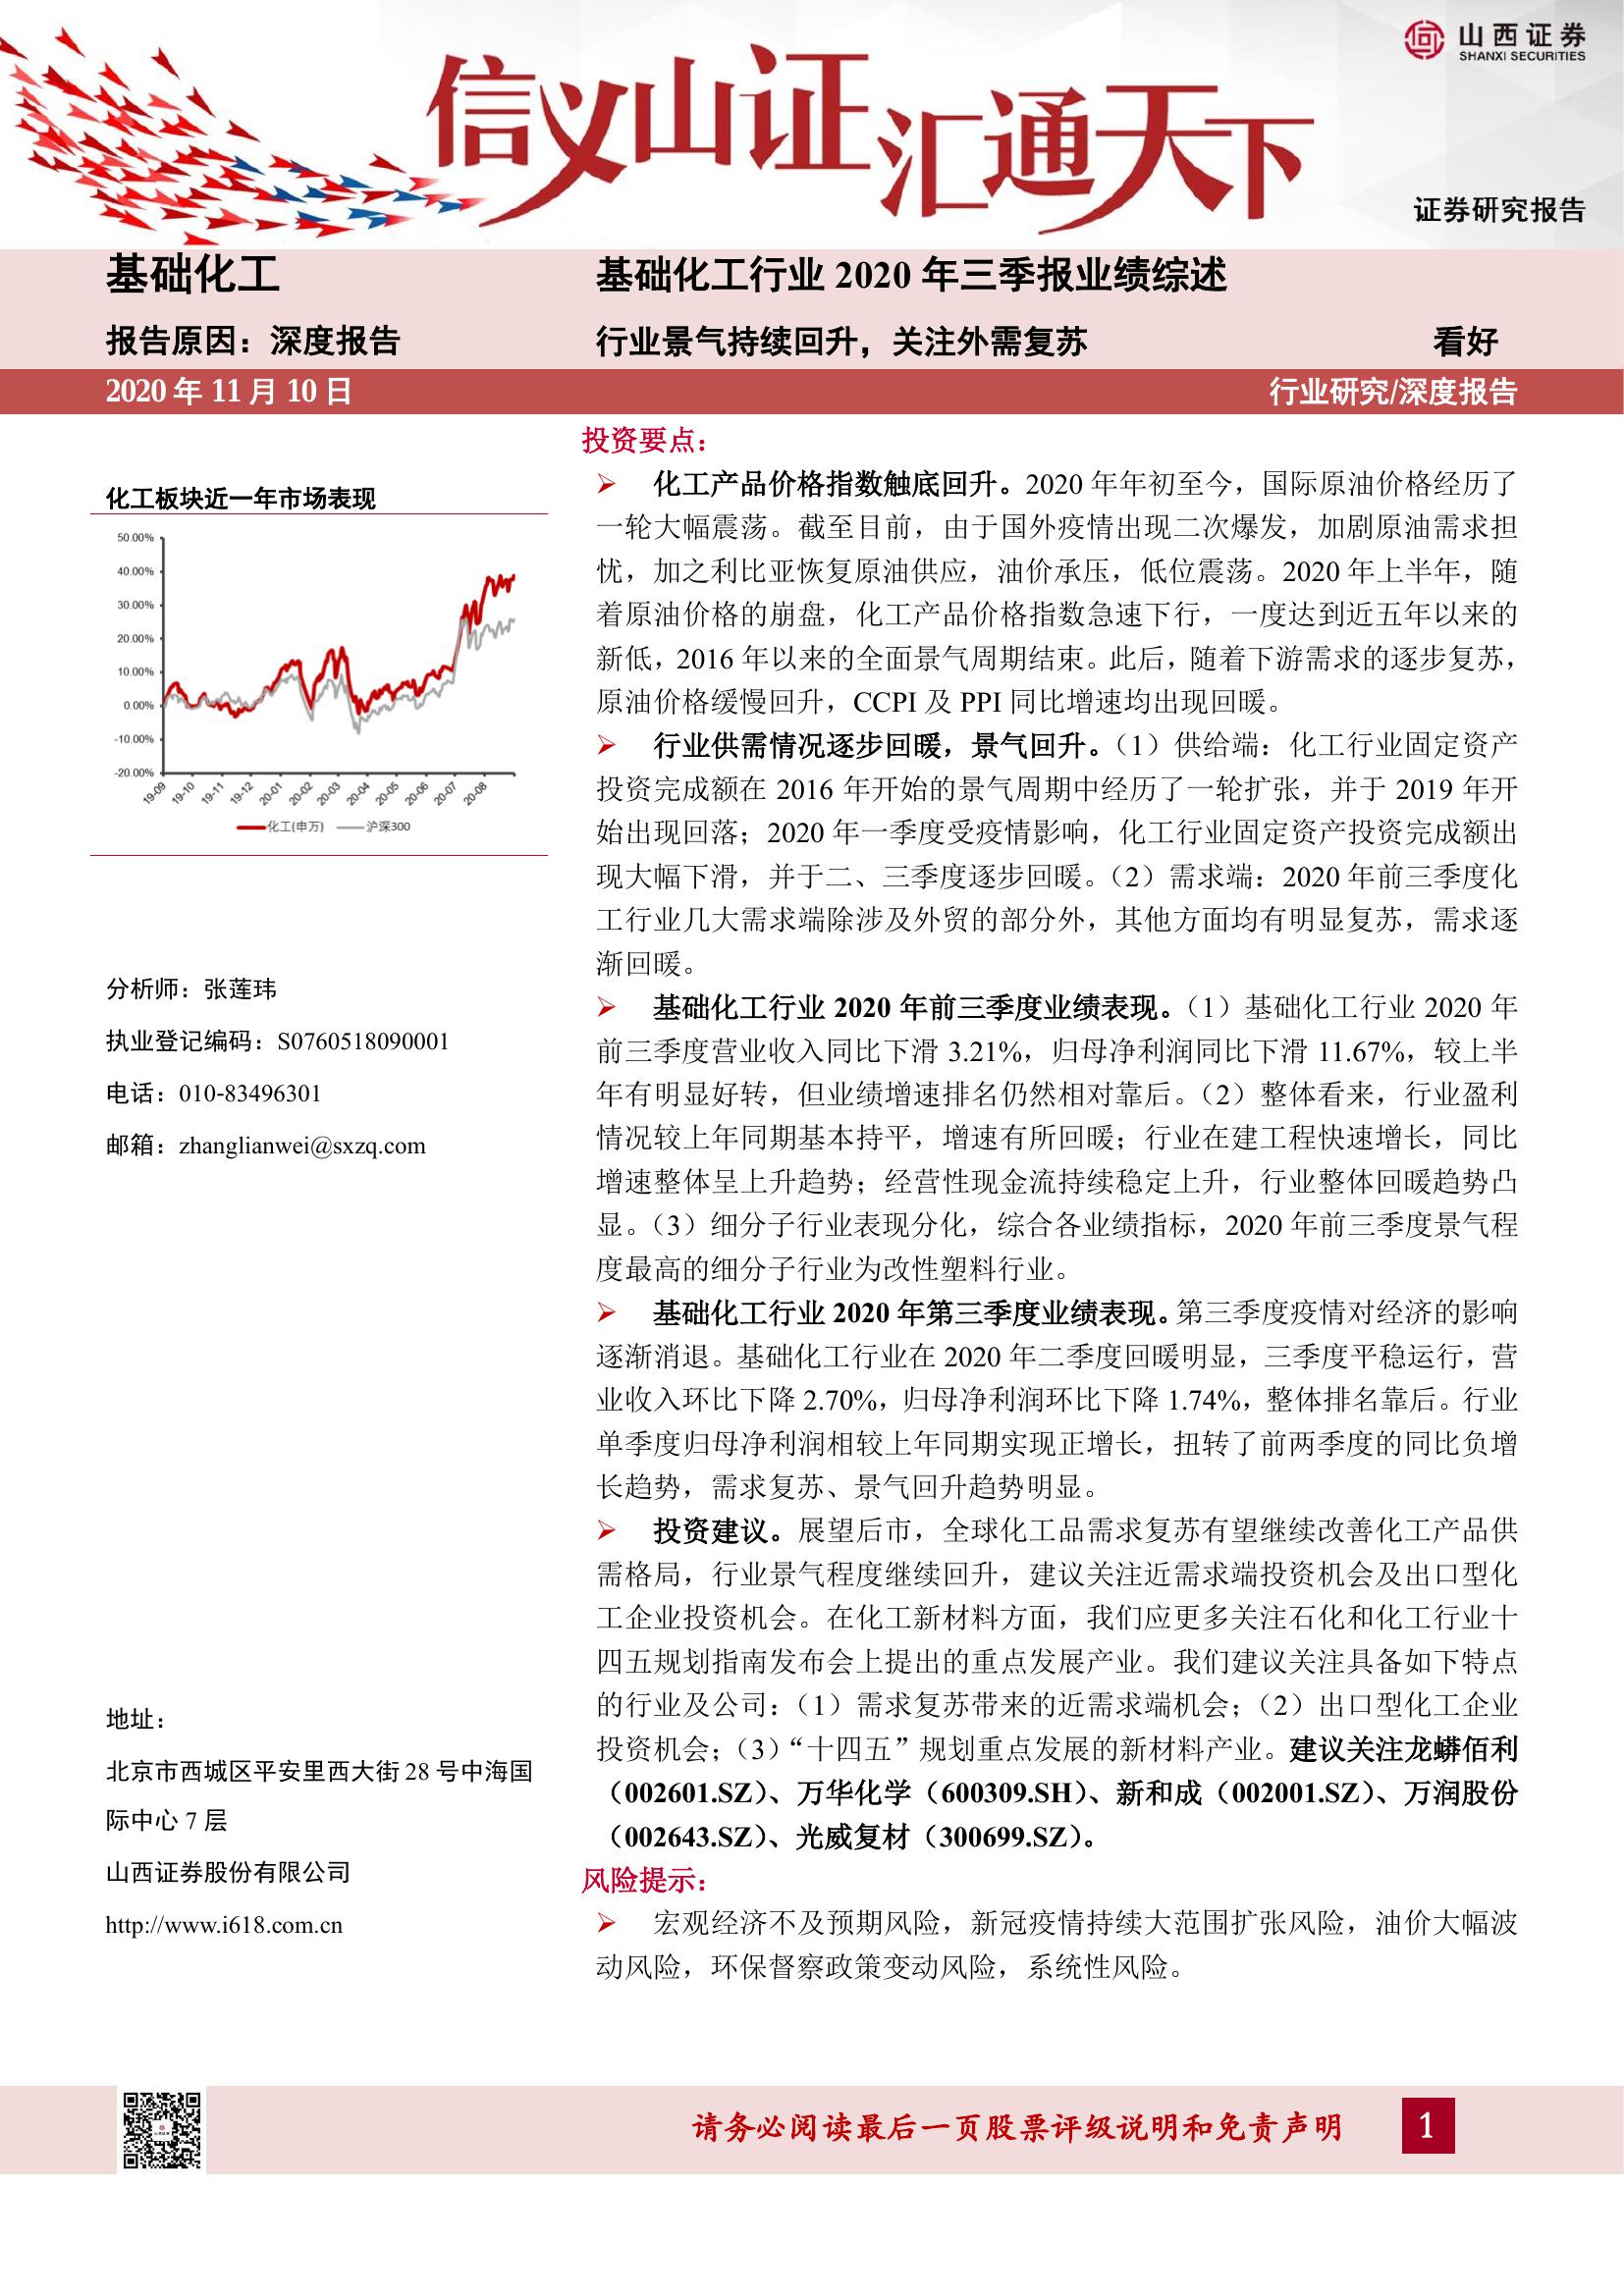 山西证券
SHANXI SECURITIES
信义山证汇通天下
证券研究报告
基础化工
报告原因：深度报告
基础化工行业 2020 年三季报业绩综述
行业景气持续回升，关注外需复苏
看好
2020 年 11 月 10 日
行业研究/深度报告
化工板块近一年市场表现
50.00%
40.00%
30.00%
20.00%
10.00%
0.00%
-10.00%
-20.00%
19-09 19-10 19-11 19-12 20-01 20-02 20-03 20-04 20-05 20-06 20-07 20-08
化工(申万) 沪深300
分析师：张莲玮
执业登记编码：S0760518090001
电话：010-83496301
邮箱：zhanglianwei@sxzq.com
地址：
北京市西城区平安里西大街 28 号中海国
际中心 7 层
山西证券股份有限公司
http://www.i618.com.cn
投资要点：
➢ 化工产品价格指数触底回升。2020 年年初至今，国际原油价格经历了
一轮大幅震荡。截至目前，由于国外疫情出现二次爆发，加剧原油需求担
忧，加之利比亚恢复原油供应，油价承压，低位震荡。2020 年上半年，随
着原油价格的崩盘，化工产品价格指数急速下行，一度达到近五年以来的
新低，2016 年以来的全面景气周期结束。此后，随着下游需求的逐步复苏，
原油价格缓慢回升，CCPI 及 PPI 同比增速均出现回暖。
➢ 行业供需情况逐步回暖，景气回升。（1）供给端：化工行业固定资产
投资完成额在 2016 年开始的景气周期中经历了一轮扩张，并于 2019 年开
始出现回落；2020 年一季度受疫情影响，化工行业固定资产投资完成额出
现大幅下滑，并于二、三季度逐步回暖。（2）需求端：2020 年前三季度化
工行业几大需求端除涉及外贸的部分外，其他方面均有明显复苏，需求逐
渐回暖。
➢ 基础化工行业 2020 年前三季度业绩表现。（1）基础化工行业 2020 年
前三季度营业收入同比下滑 3.21%，归母净利润同比下滑 11.67%，较上半
年有明显好转，但业绩增速排名仍然相对靠后。（2）整体看来，行业盈利
情况较上年同期基本持平，增速有所回暖；行业在建工程快速增长，同比
增速整体呈上升趋势；经营性现金流持续稳定上升，行业整体回暖趋势凸
显。（3）细分子行业表现分化，综合各业绩指标，2020 年前三季度景气程
度最高的细分子行业为改性塑料行业。
➢ 基础化工行业 2020 年第三季度业绩表现。第三季度疫情对经济的影响
逐渐消退。基础化工行业在 2020 年二季度回暖明显，三季度平稳运行，营
业收入环比下降 2.70%，归母净利润环比下降 1.74%，整体排名靠后。行业
单季度归母净利润相较上年同期实现正增长，扭转了前两季度的同比负增
长趋势，需求复苏、景气回升趋势明显。
➢ 投资建议。展望后市，全球化工品需求复苏有望继续改善化工产品供
需格局，行业景气程度继续回升，建议关注近需求端投资机会及出口型化
工企业投资机会。在化工新材料方面，我们应更多关注石化和化工行业十
四五规划指南发布会上提出的重点发展产业。我们建议关注具备如下特点
的行业及公司：（1）需求复苏带来的近需求端机会；（2）出口型化工企业
投资机会；（3）“十四五”规划重点发展的新材料产业。建议关注龙蟒佰利
（002601.SZ）、万华化学（600309.SH）、新和成（002001.SZ）、万润股份
（002643.SZ）、光威复材（300699.SZ）。
风险提示：
➢ 宏观经济不及预期风险，新冠疫情持续大范围扩张风险，油价大幅波
动风险，环保督察政策变动风险，系统性风险。
请务必阅读最后一页股票评级说明和免责声明
1